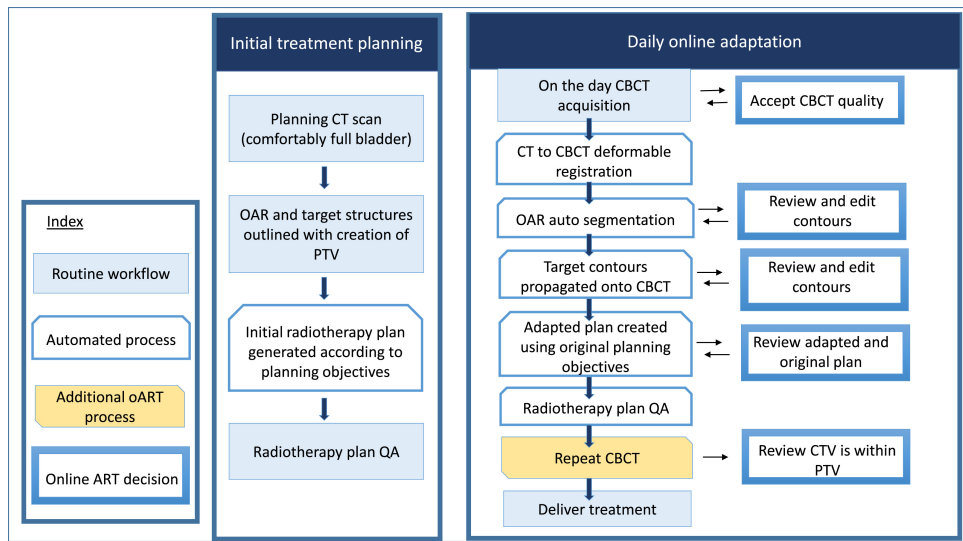 Initial treatment planning
Planning CT scan
(comfortably full bladder)
OAR and target structures
outlined with creation of
PTV
Initial radiotherapy plan
generated according to
planning objectives
Radiotherapy plan QA
Index
Routine workflow
Automated process
Additional oART
process
Online ART decision
Daily online adaptation
On the day CBCT
acquisition
Accept CBCT quality
CT to CBCT deformable
registration
OAR auto segmentation
Review and edit
contours
Target contours
propagated onto CBCT
Review and edit
contours
Adapted plan created
using original planning
objectives
Review adapted and
original plan
Radiotherapy plan QA
Repeat CBCT
Review CTV is within
PTV
Deliver treatment